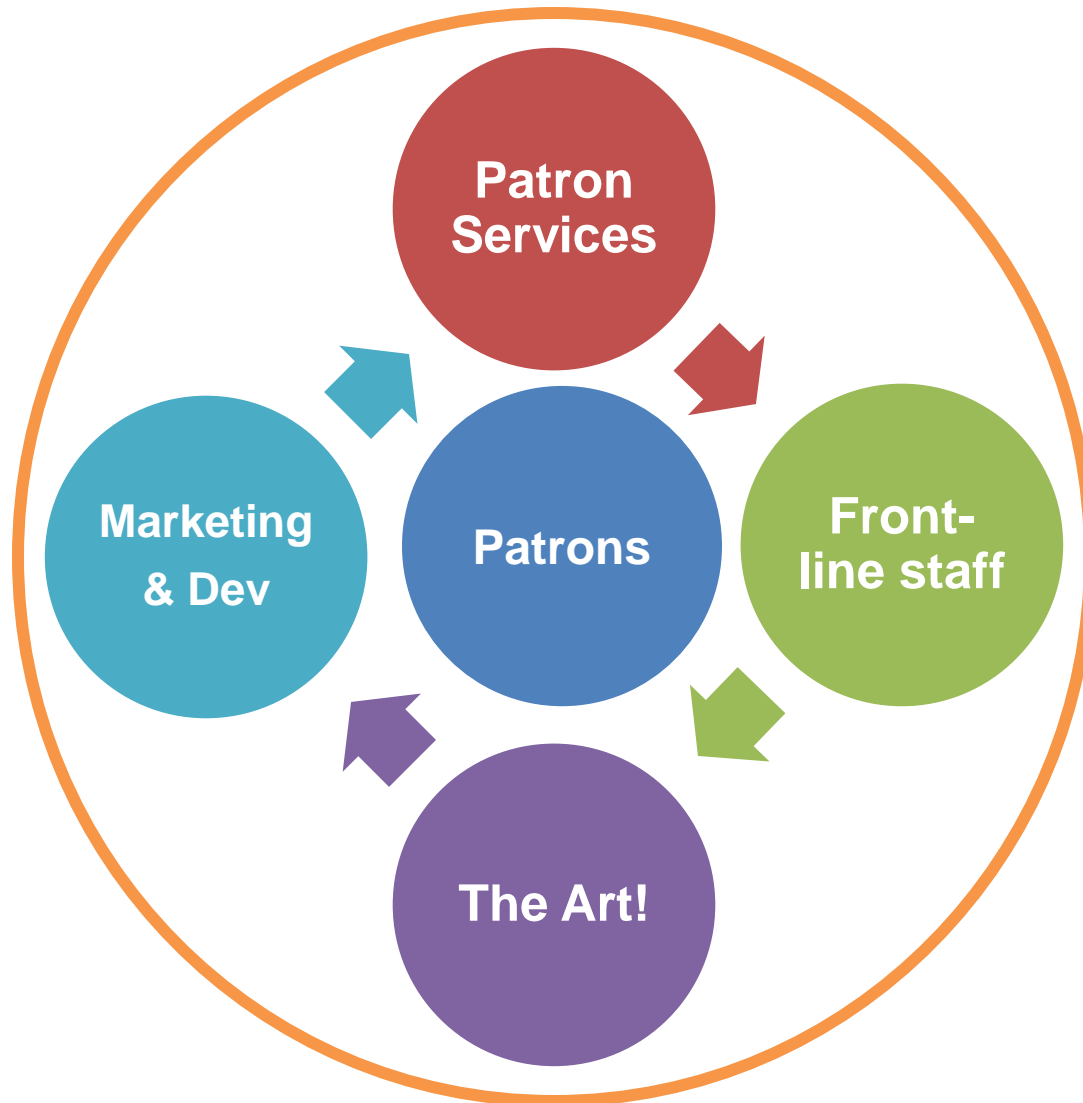 Patron
Services
Marketing
& Dev
Patrons
Front-
line staff
The Art!